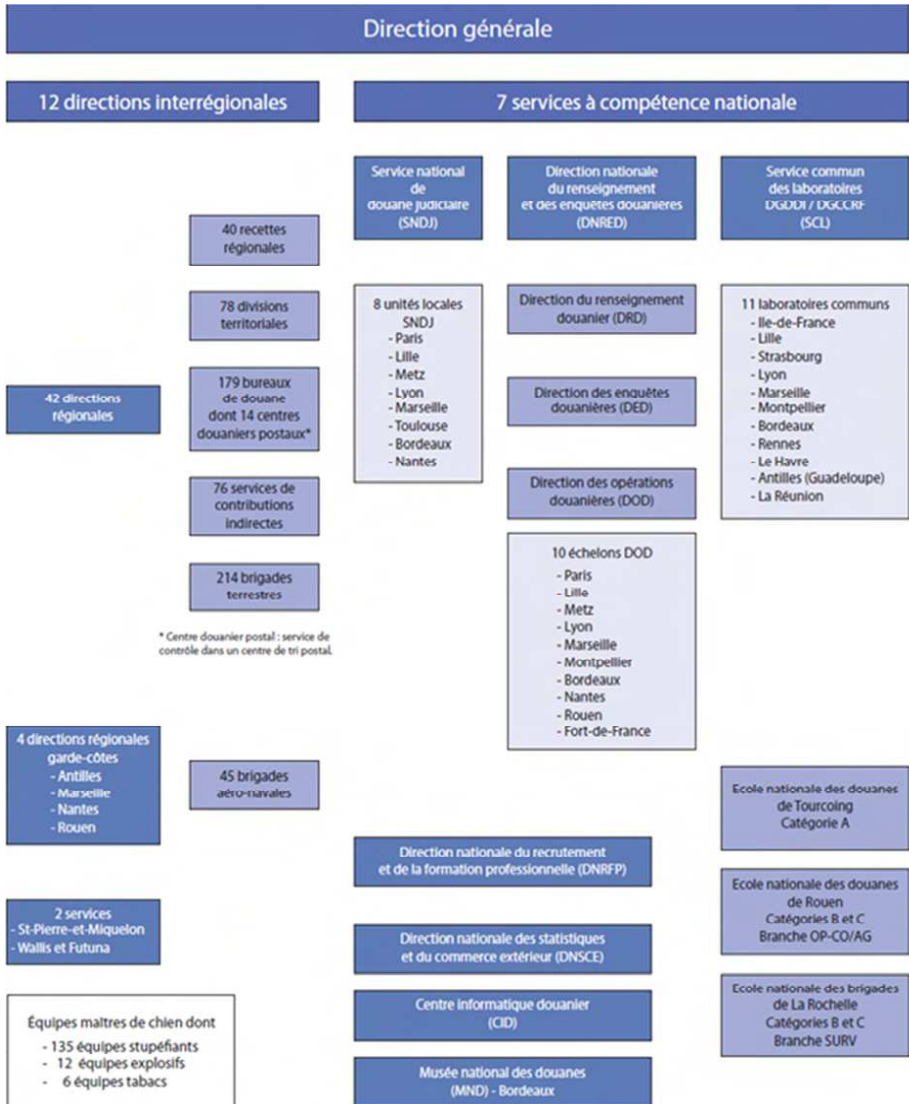 Direction générale
12 directions interrégionales
7 services à compétence nationale
Service national
de
douane judiciaire
(SNDJ)
Direction nationale
du renseignement
et des enquêtes douanières
(DNRED)
Service commun
des laboratoires
DGDDI / DGCCRF
(SCL)
40 recettes
régionales
78 divisions
territoriales
42 directions
régionales
179 bureaux
de douane
dont 14 centres
douaniers postaux*
76 services de
contributions
indirectes
214 brigades
terrestres
* Centre douanier postal : service de
contrôle dans un centre de tri postal.
8 unités locales
SNDJ
- Paris
- Lille
- Metz
- Lyon
- Marseille
- Toulouse
- Bordeaux
- Nantes
Direction du renseignement
douanier (DRD)
Direction des enquêtes
douanières (DED)
Direction des opérations
douanières (DOD)
10 échelons DOD
- Paris
- Lille
- Metz
- Lyon
- Marseille
- Montpellier
- Bordeaux
- Nantes
- Rouen
- Fort-de-France
11 laboratoires communs
- Ile-de-France
- Lille
- Strasbourg
- Lyon
- Marseille
- Montpellier
- Bordeaux
- Rennes
- Le Havre
- Antilles (Guadeloupe)
- La Réunion
4 directions régionales
garde-côtes
- Antilles
- Marseille
- Nantes
- Rouen
45 brigades
aéro-navales
2 services
- St-Pierre-et-Miquelon
- Wallis et Futuna
Équipes maîtres de chien dont
- 135 équipes stupéfiants
- 12 équipes explosifs
- 6 équipes tabacs
Direction nationale du recrutement
et de la formation professionnelle (DNRFP)
Direction nationale des statistiques
et du commerce extérieur (DNSCE)
Centre informatique douanier
(CID)
Musée national des douanes
(MND) - Bordeaux
Ecole nationale des douanes
de Tourcoing
Catégorie A
Ecole nationale des douanes
de Rouen
Catégories B et C
Branche OP-CO/AG
Ecole nationale des brigades
de La Rochelle
Catégories B et C
Branche SURV